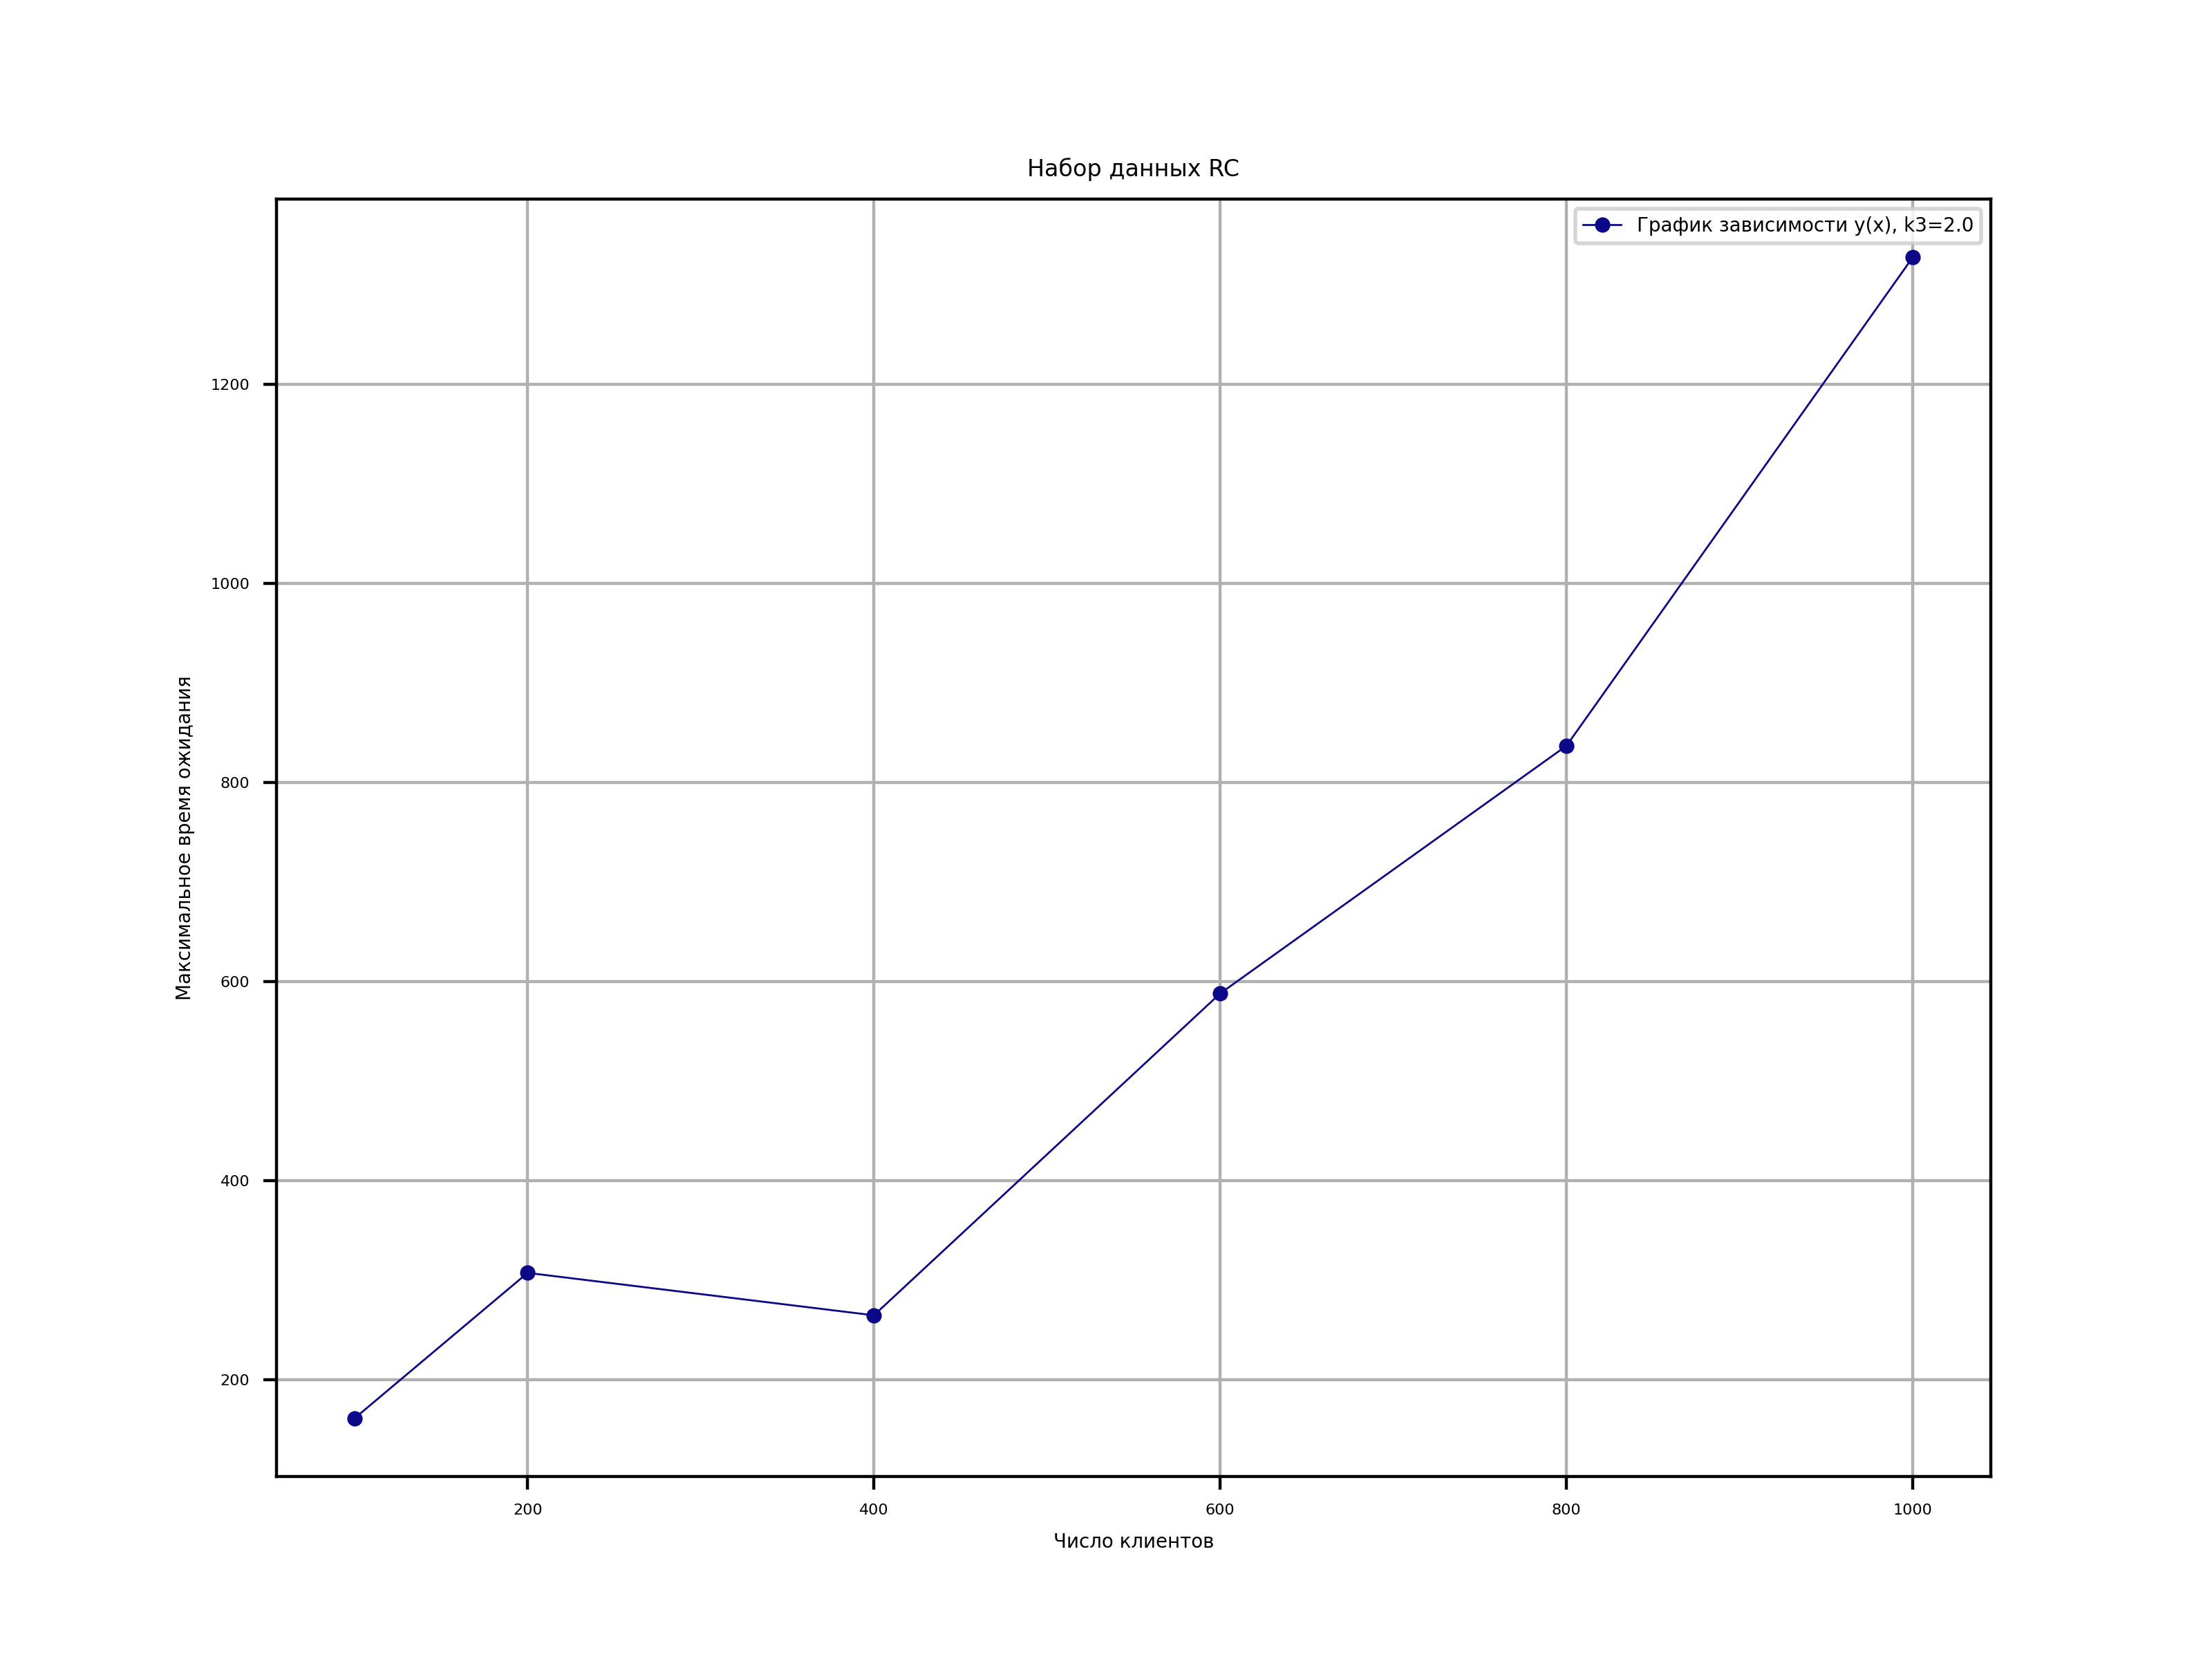 Набор данных RC
График зависимости y(x), k3=2.0
1200
1000
800
600
400
200
Максимальное время ожидания
200 400 600 800 1000
Число клиентов